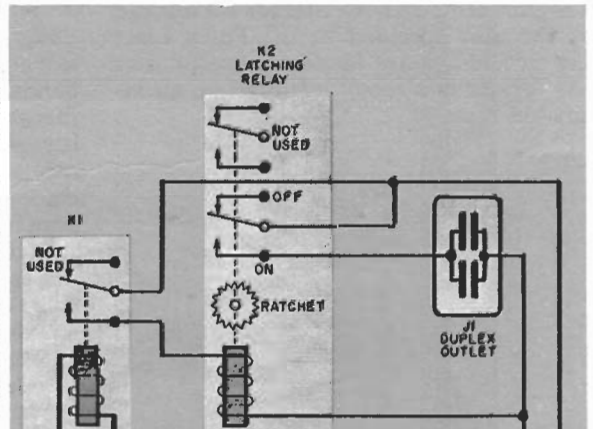 K2
LATCHING
RELAY
NOT
USED
OFF
K1
NOT
USED
ON
RATCHET
J1
DUPLEX
OUTLET